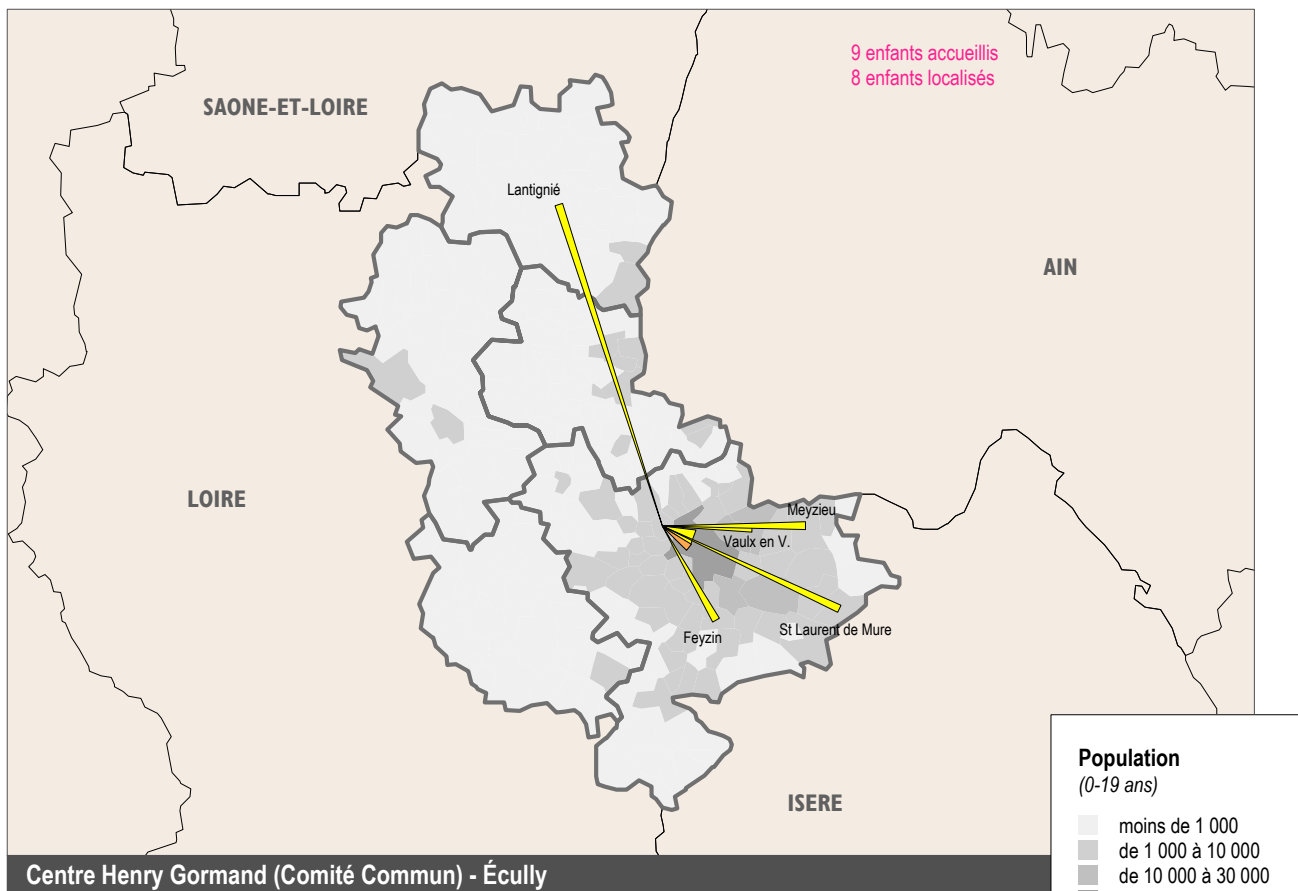 9 enfants accueillis
8 enfants localisés
SAONE-ET-LOIRE
Lantignié
AIN
LOIRE
Meyzieu
Vaulx en V.
Feyzin
St Laurent de Mure
ISERE
Population
(0-19 ans)
moins de 1 000
de 1 000 à 10 000
de 10 000 à 30 000
Centre Henry Gormand (Comité Commun) - Écully